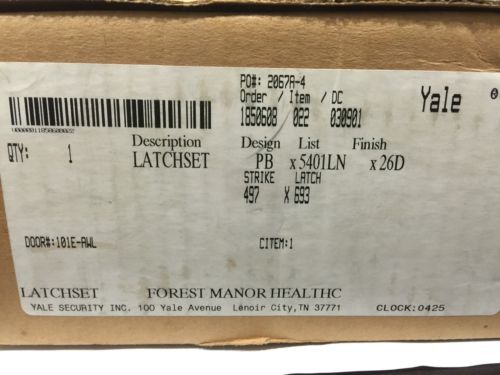 PO#: 2067A-4
Order / Item / DC
1850608 022 030901
Yale
Description Design List Finish
QTY: 1 LATCHSET PB x 5401LN x 26D
STRIKE LATCH
497 X 693
DOOR#:101E-AWL CITEM:1
LATCHSET FOREST MANOR HEALTHC
YALE SECURITY INC. 100 Yale Avenue Lenoir City,TN 37771 CLOCK:0425